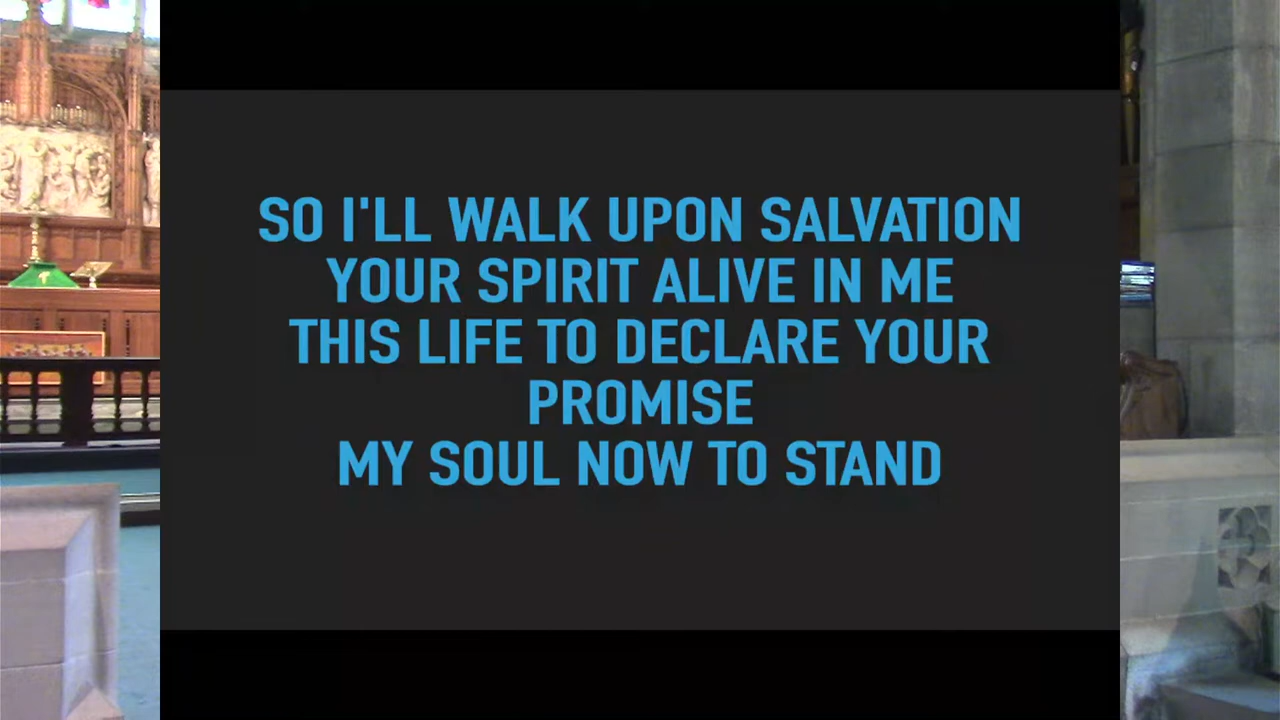 SO I'LL WALK UPON SALVATION
YOUR SPIRIT ALIVE IN ME
THIS LIFE TO DECLARE YOUR
PROMISE
MY SOUL NOW TO STAND